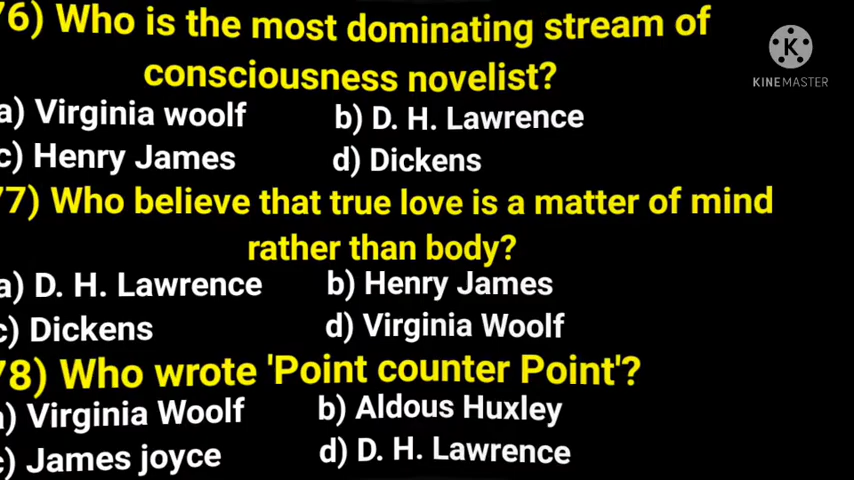 76) Who is the most dominating stream of
consciousness novelist?
a) Virginia woolf b) D. H. Lawrence
c) Henry James d) Dickens
77) Who believe that true love is a matter of mind
rather than body?
a) D. H. Lawrence b) Henry James
c) Dickens d) Virginia Woolf
78) Who wrote 'Point counter Point'?
a) Virginia Woolf b) Aldous Huxley
c) James joyce d) D. H. Lawrence
K
KINEMASTER